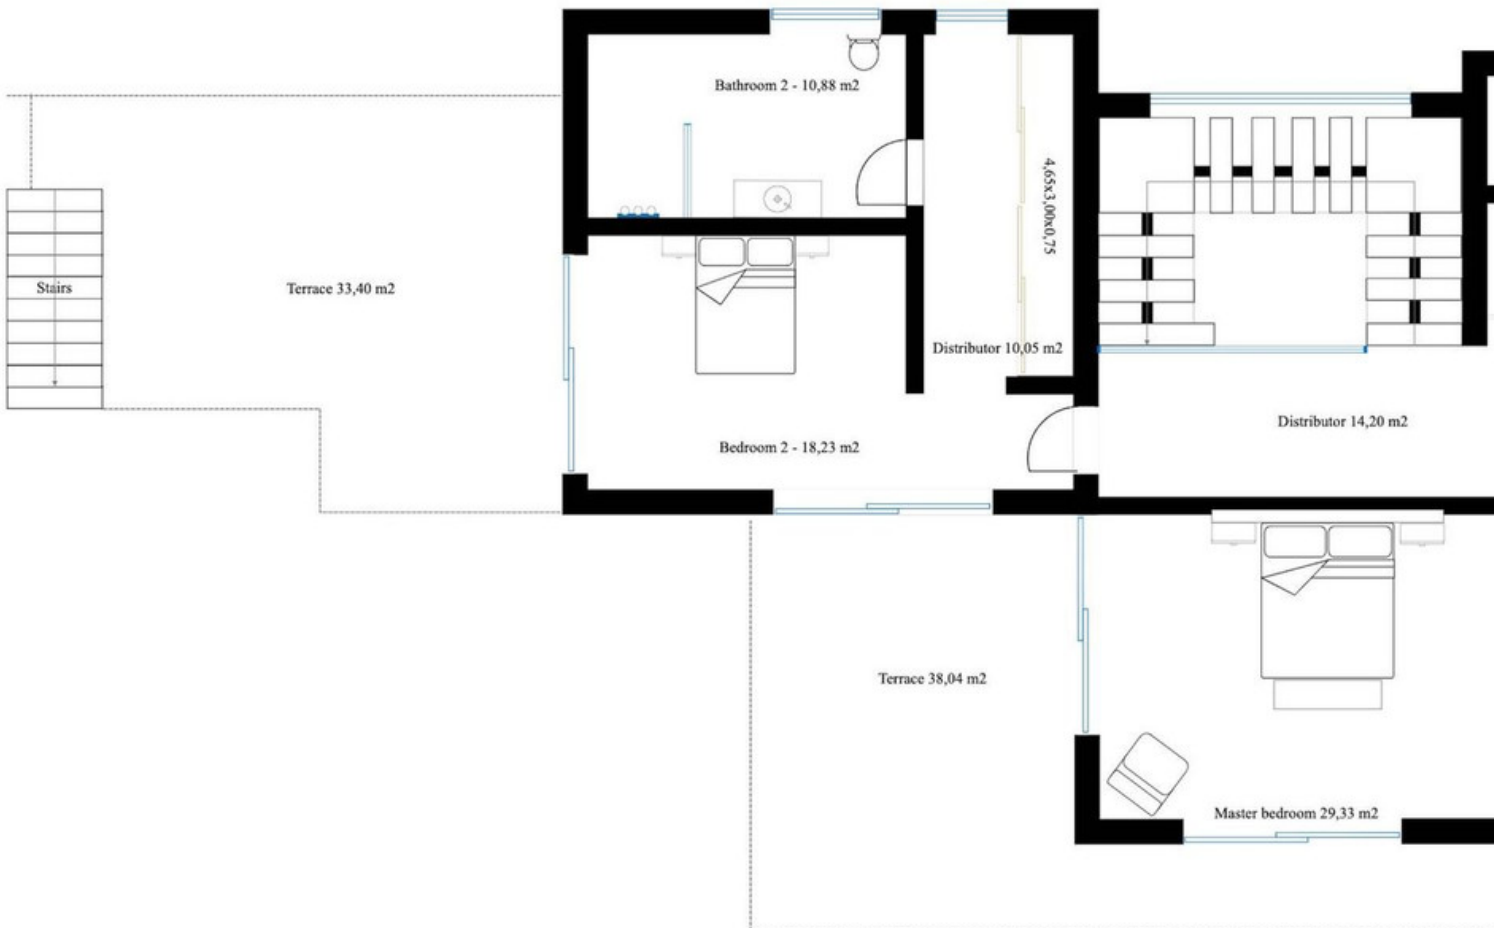 Bathroom 2 - 10,88 m2
4,65x3,00x0,75
Stairs
Terrace 33,40 m2
Distributor 10,05 m2
Distributor 14,20 m2
Bedroom 2 - 18,23 m2
Terrace 38,04 m2
Master bedroom 29,33 m2